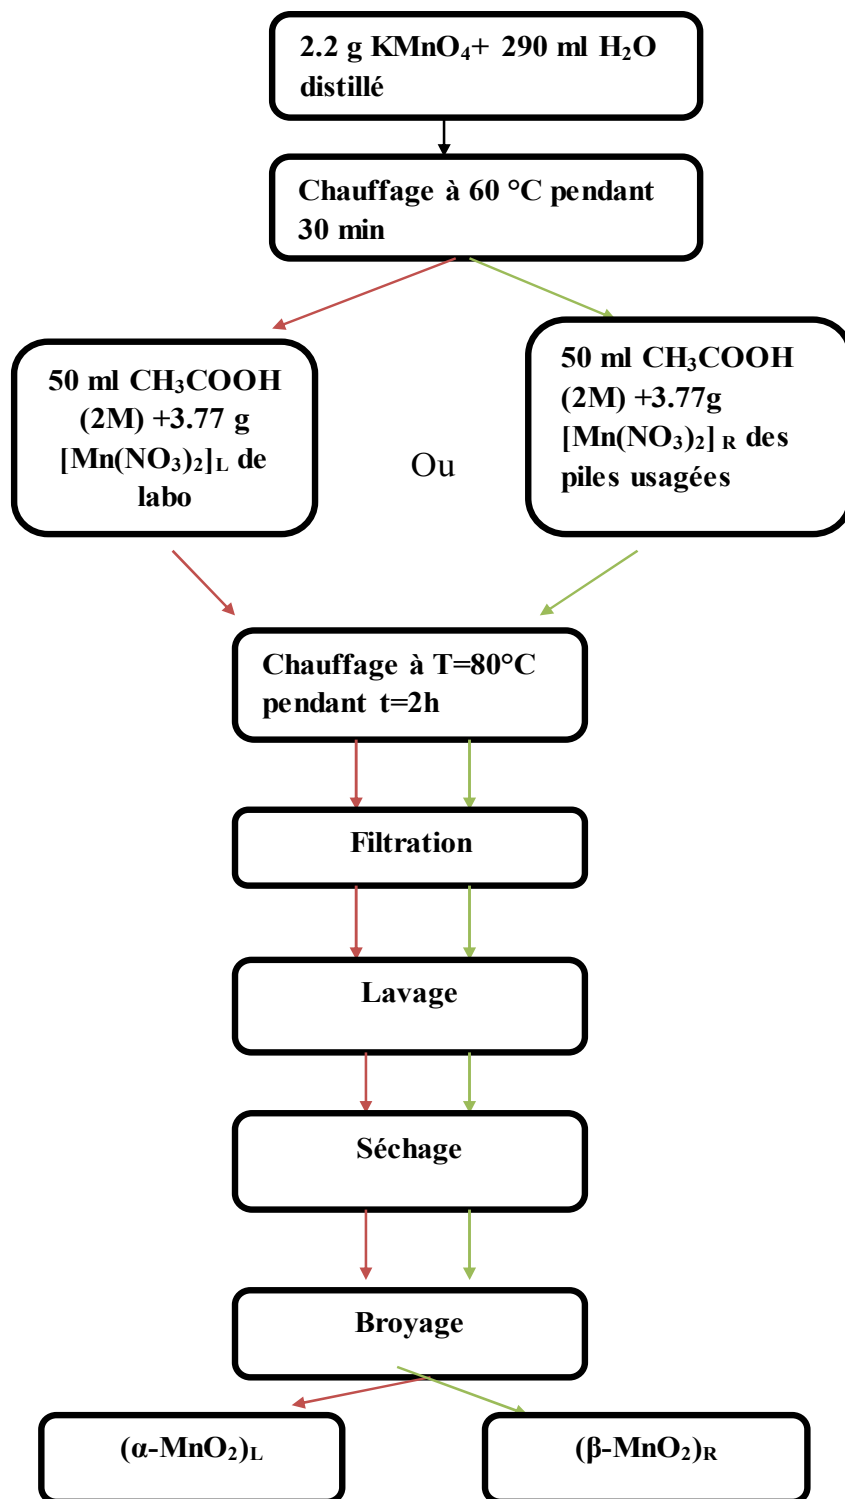 2.2 g KMnO₄+ 290 ml H₂O
distillé
Chauffage à 60 °C pendant
30 min
50 ml CH₃COOH
(2M) +3.77 g
[Mn(NO₃)₂]L de
labo
Ou
50 ml CH₃COOH
(2M) +3.77g
[Mn(NO₃)₂] R des
piles usagées
Chauffage à T=80°C
pendant t=2h
Filtration
Lavage
Séchage
Broyage
(α-MnO₂)L
(β-MnO₂)R